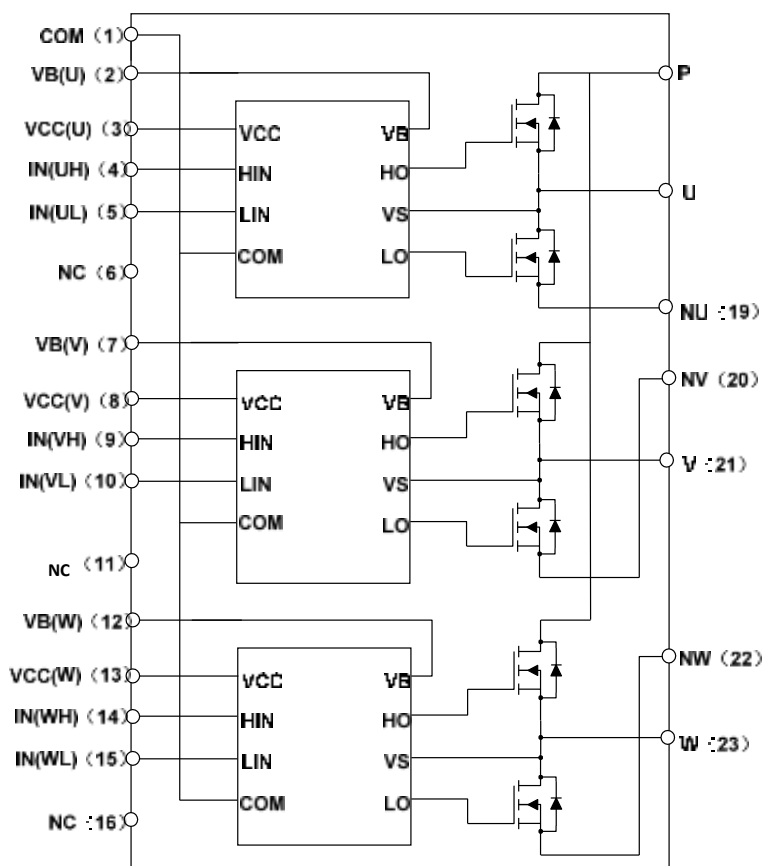 COM (1)
VB(U) (2)
P
VCC(U) (3)
VCC
VB
IN(UH) (4)
HIN
HO
U
IN(UL) (5)
LIN
VS
COM
LO
NC (6)
NU (19)
VB(V) (7)
NV (20)
VCC(V) (8)
VCC
VB
IN(VH) (9)
HIN
HO
V (21)
IN(VL) (10)
LIN
VS
COM
LO
NC (11)
VB(W) (12)
NW (22)
VCC(W) (13)
VCC
VB
IN(WH) (14)
HIN
HO
W (23)
IN(WL) (15)
LIN
VS
COM
LO
NC (16)